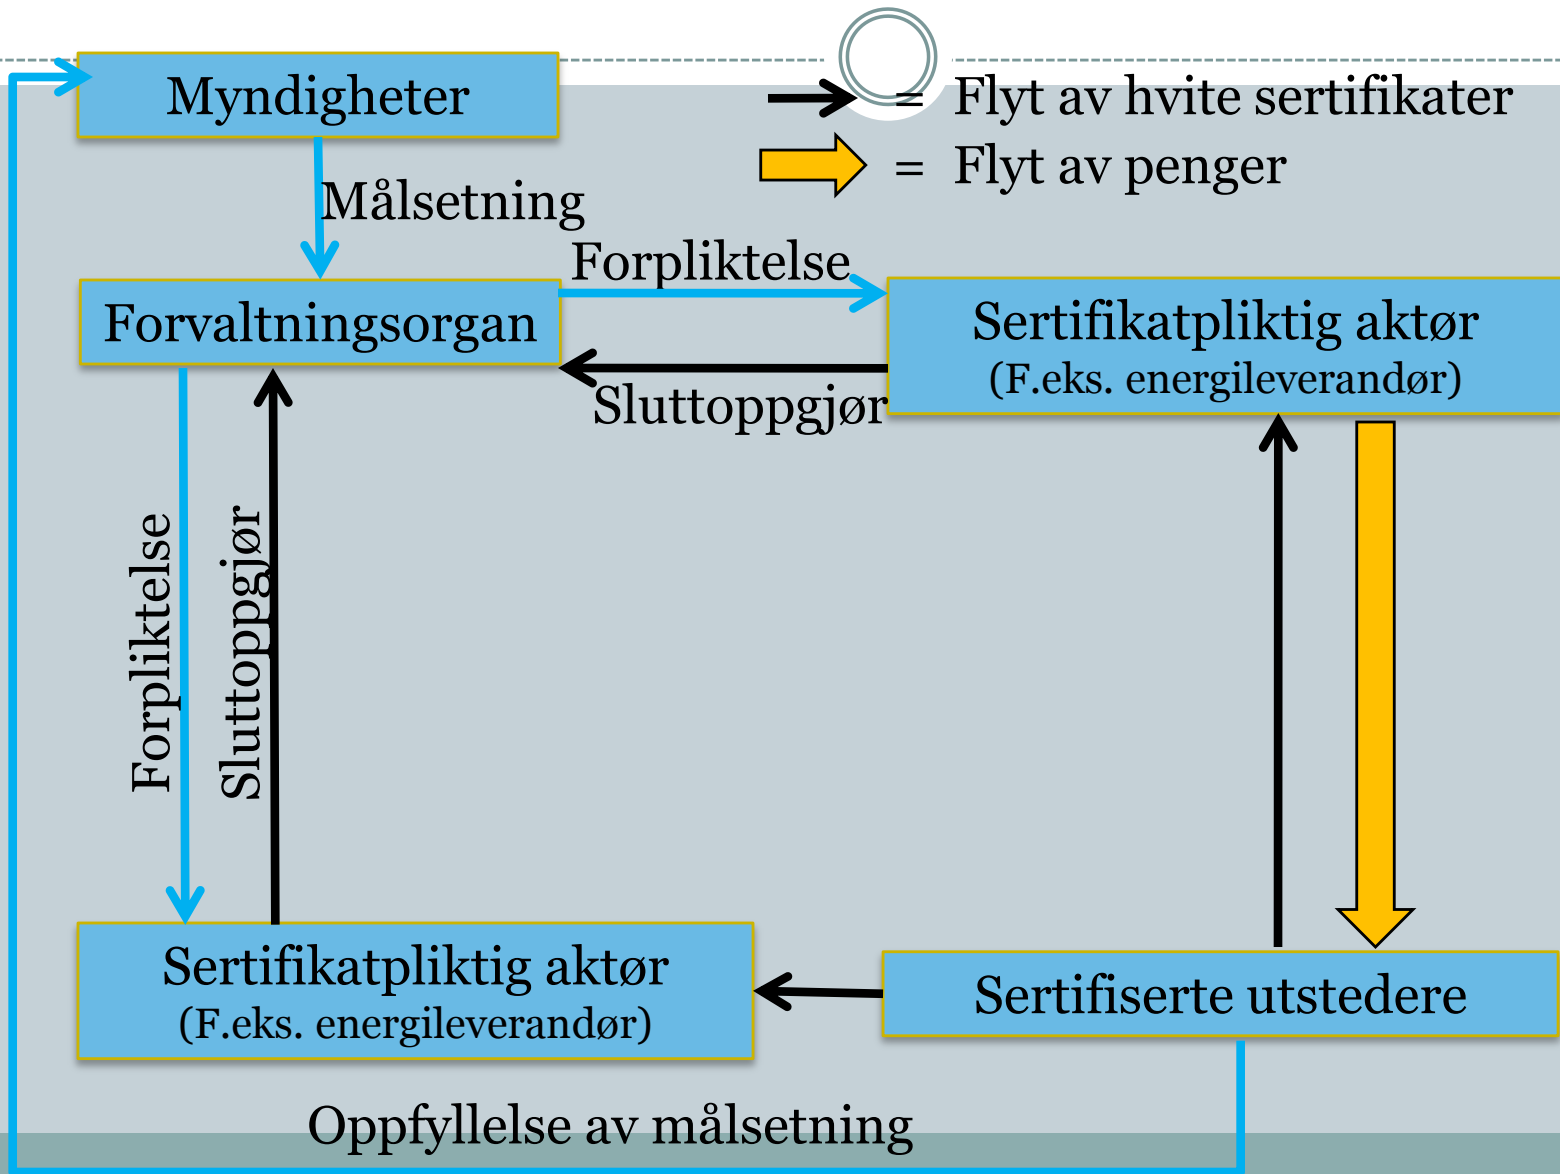 Myndigheter
= Flyt av hvite sertifikater
= Flyt av penger
Målsetning
Forpliktelse
Forvaltningsorgan
Sertifikatpliktig aktør
(F.eks. energileverandør)
Sluttoppgjør
Forpliktelse
Sluttoppgjør
Sertifikatpliktig aktør
(F.eks. energileverandør)
Sertifiserte utstedere
Oppfyllelse av målsetning